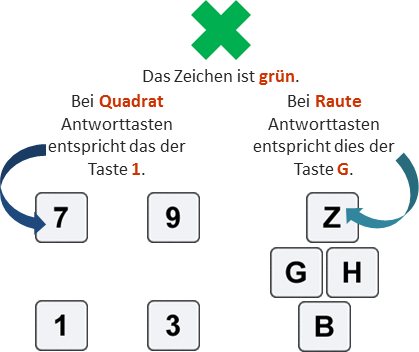 Das Zeichen ist grün.
Bei Quadrat
Antworttasten
entspricht das der
Taste 1.
Bei Raute
Antworttasten
entspricht dies der
Taste G.
7 9
1 3
Z
G H
B